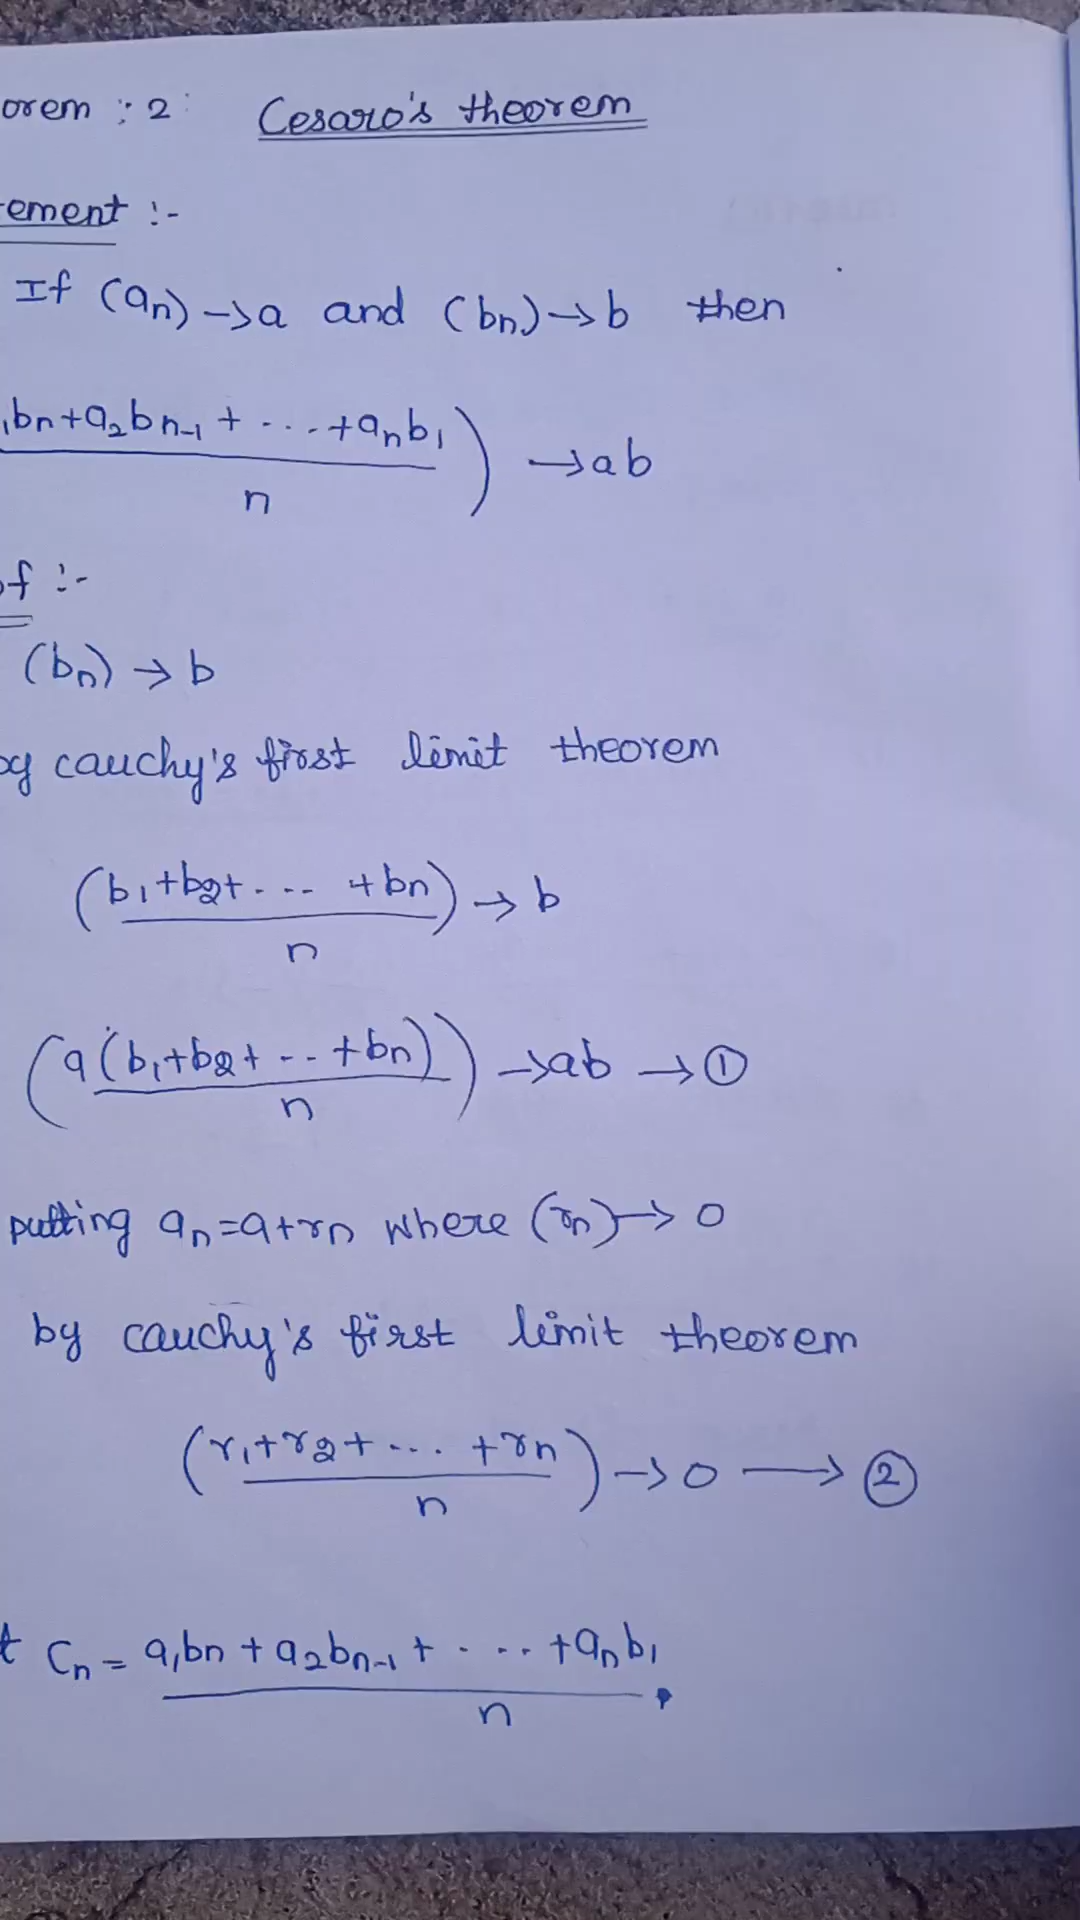 orem : 2 : Cesaro's theorem
ement :-
If (an) → a and (bn) → b then
₁bn + a₂bn-1 + ... + anb₁
n ) → ab
f :-
(bn) → b
by cauchy's first limit theorem
(b₁ + b₂ + .... + bn / n) → b
(a(b₁ + b₂ + ... + bn) / n) → ab → ①
putting an = a + rn where (rn) → 0
by cauchy's first limit theorem
(r₁ + r₂ + .... + rn / n) → 0 → ②
t Cn = a₁bn + a₂bn-1 + .... + anb₁
n